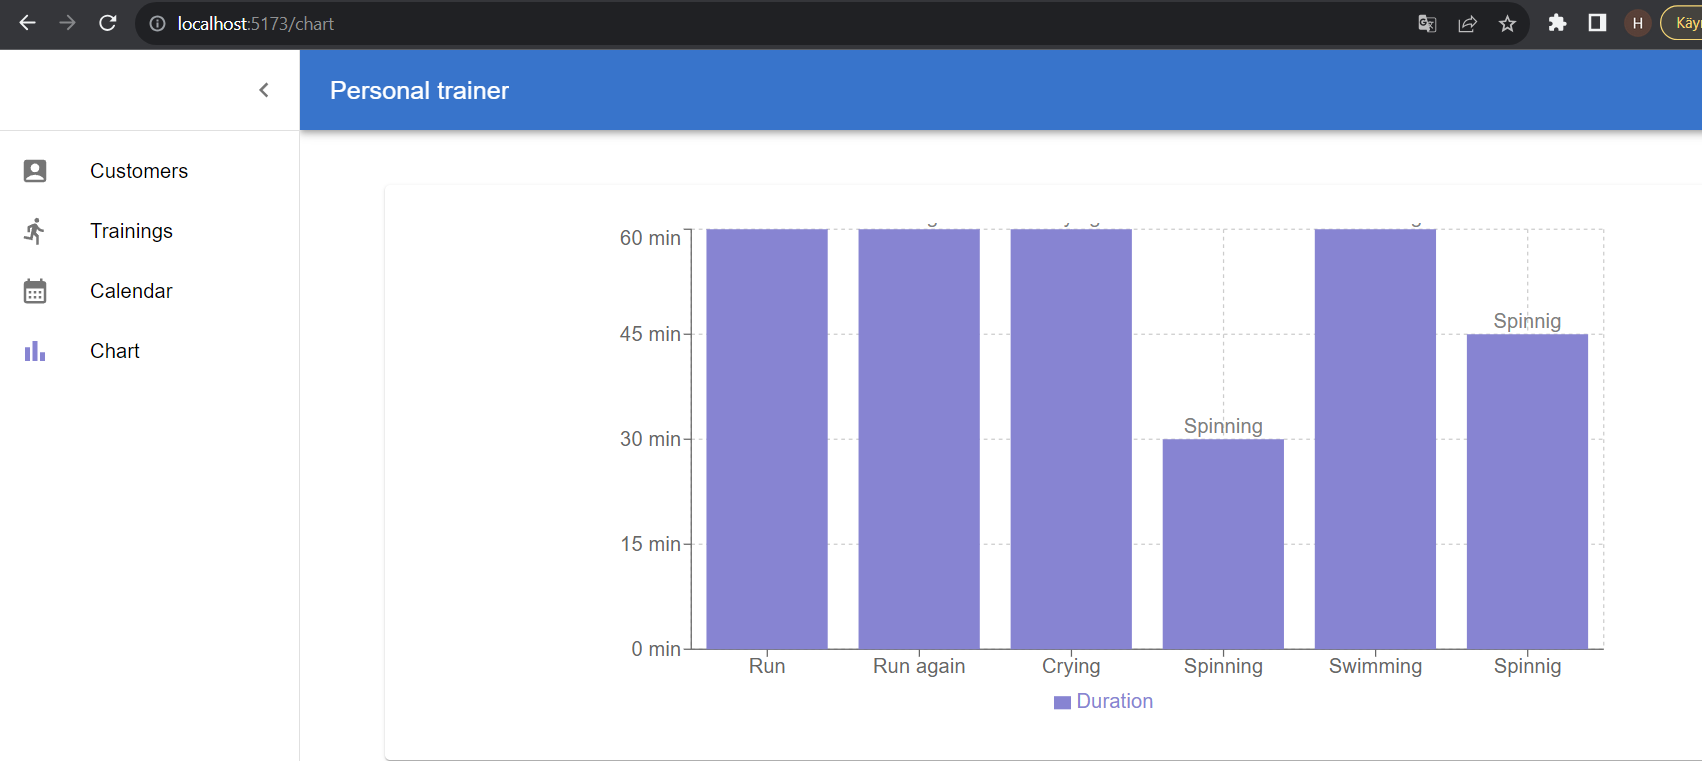 localhost:5173/chart
H
Personal trainer
Customers
Trainings
Calendar
Chart
60 min
45 min
30 min
15 min
0 min
Spinning
Spinnig
Run
Run again
Crying
Spinning
Swimming
Spinnig
Duration